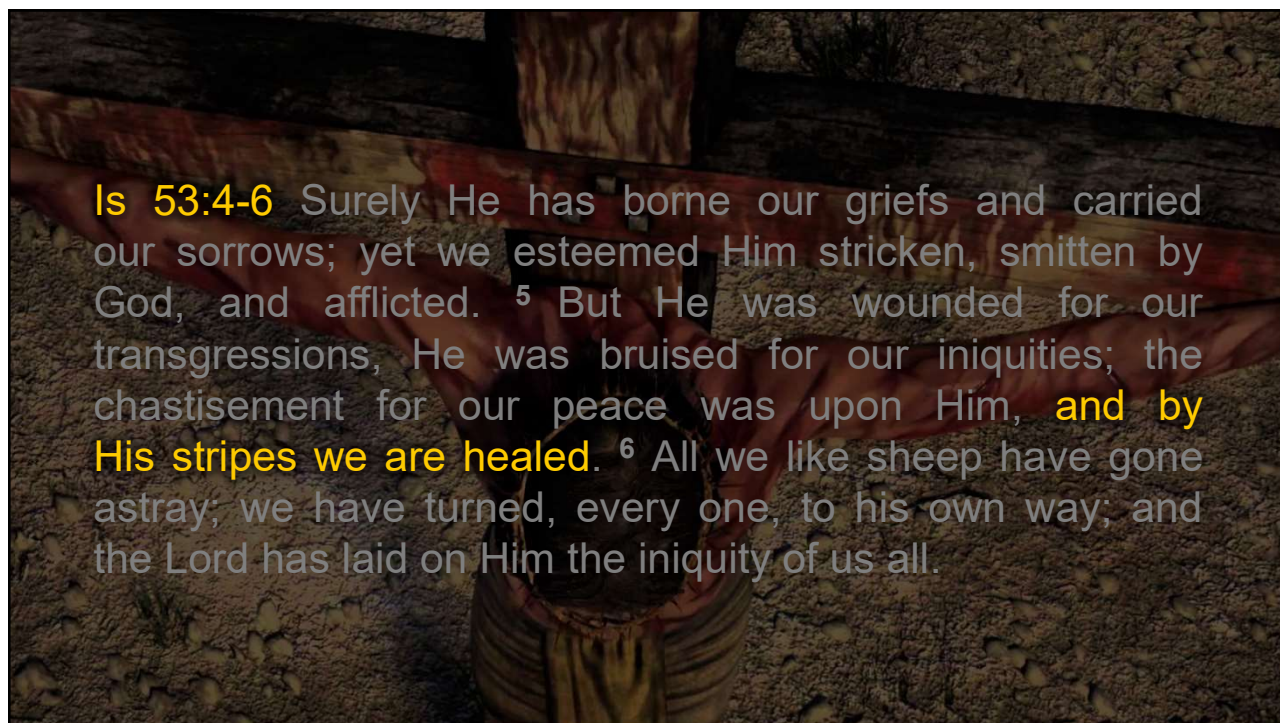 Is 53:4-6 Surely He has borne our griefs and carried
our sorrows; yet we esteemed Him stricken, smitten by
God, and afflicted. 5 But He was wounded for our
transgressions, He was bruised for our iniquities; the
chastisement for our peace was upon Him, and by
His stripes we are healed. 6 All we like sheep have gone
astray; we have turned, every one, to his own way; and
the Lord has laid on Him the iniquity of us all.